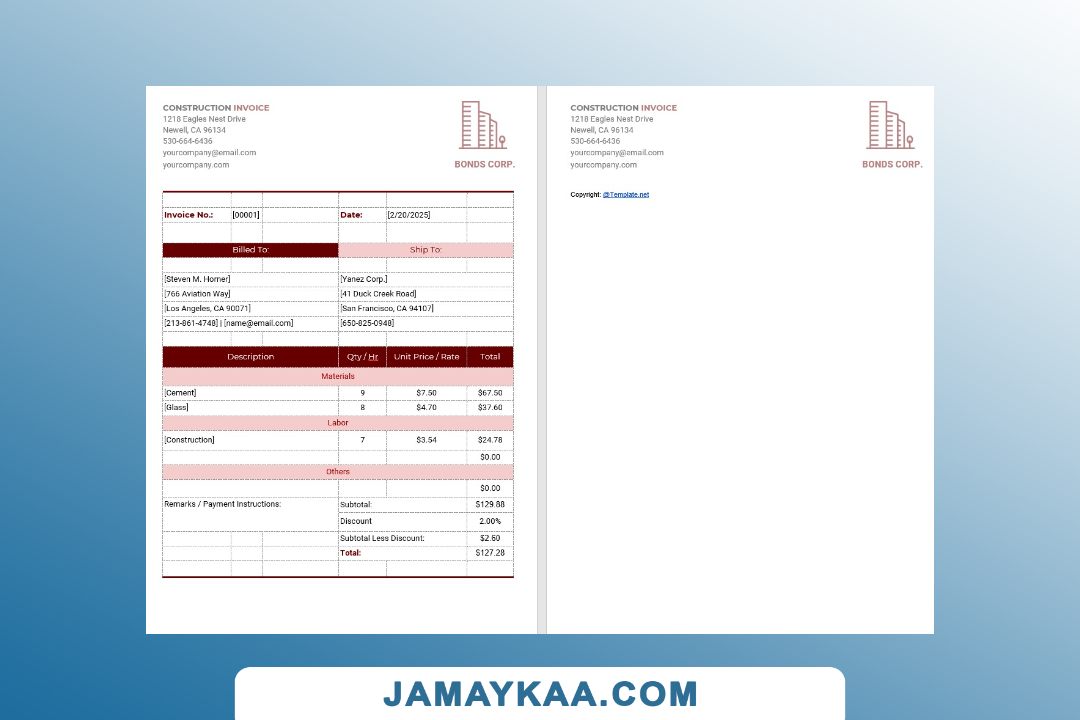 CONSTRUCTION INVOICE
1218 Eagles Nest Drive
Newell, CA 96134
530-664-6436
yourcompany@email.com
yourcompany.com
BONDS CORP.
Invoice No.: [00001] Date: [2/20/2025]
Billed To: Ship To:
[Steven M. Horner] [Yanez Corp.]
[766 Aviation Way] [41 Duck Creek Road]
[Los Angeles, CA 90071] [San Francisco, CA 94107]
[213-861-4748] | [name@email.com] [650-825-0948]
Description Qty / Hr Unit Price / Rate Total
Materials
[Cement] 9 $7.50 $67.50
[Glass] 8 $4.70 $37.60
Labor
[Construction] 7 $3.54 $24.78
$0.00
Others
$0.00
Remarks / Payment Instructions: Subtotal: $129.88
Discount 2.00%
Subtotal Less Discount: $2.60
Total: $127.28
CONSTRUCTION INVOICE
1218 Eagles Nest Drive
Newell, CA 96134
530-664-6436
yourcompany@email.com
yourcompany.com
BONDS CORP.
Copyright: @Template.net
JAMAYKAA.COM